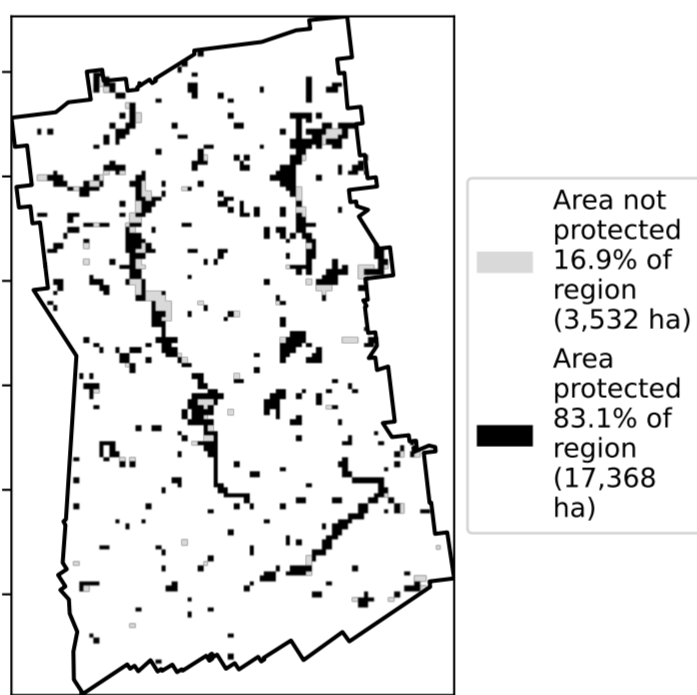 Area not
protected
16.9% of
region
(3,532 ha)
Area
protected
83.1% of
region
(17,368
ha)